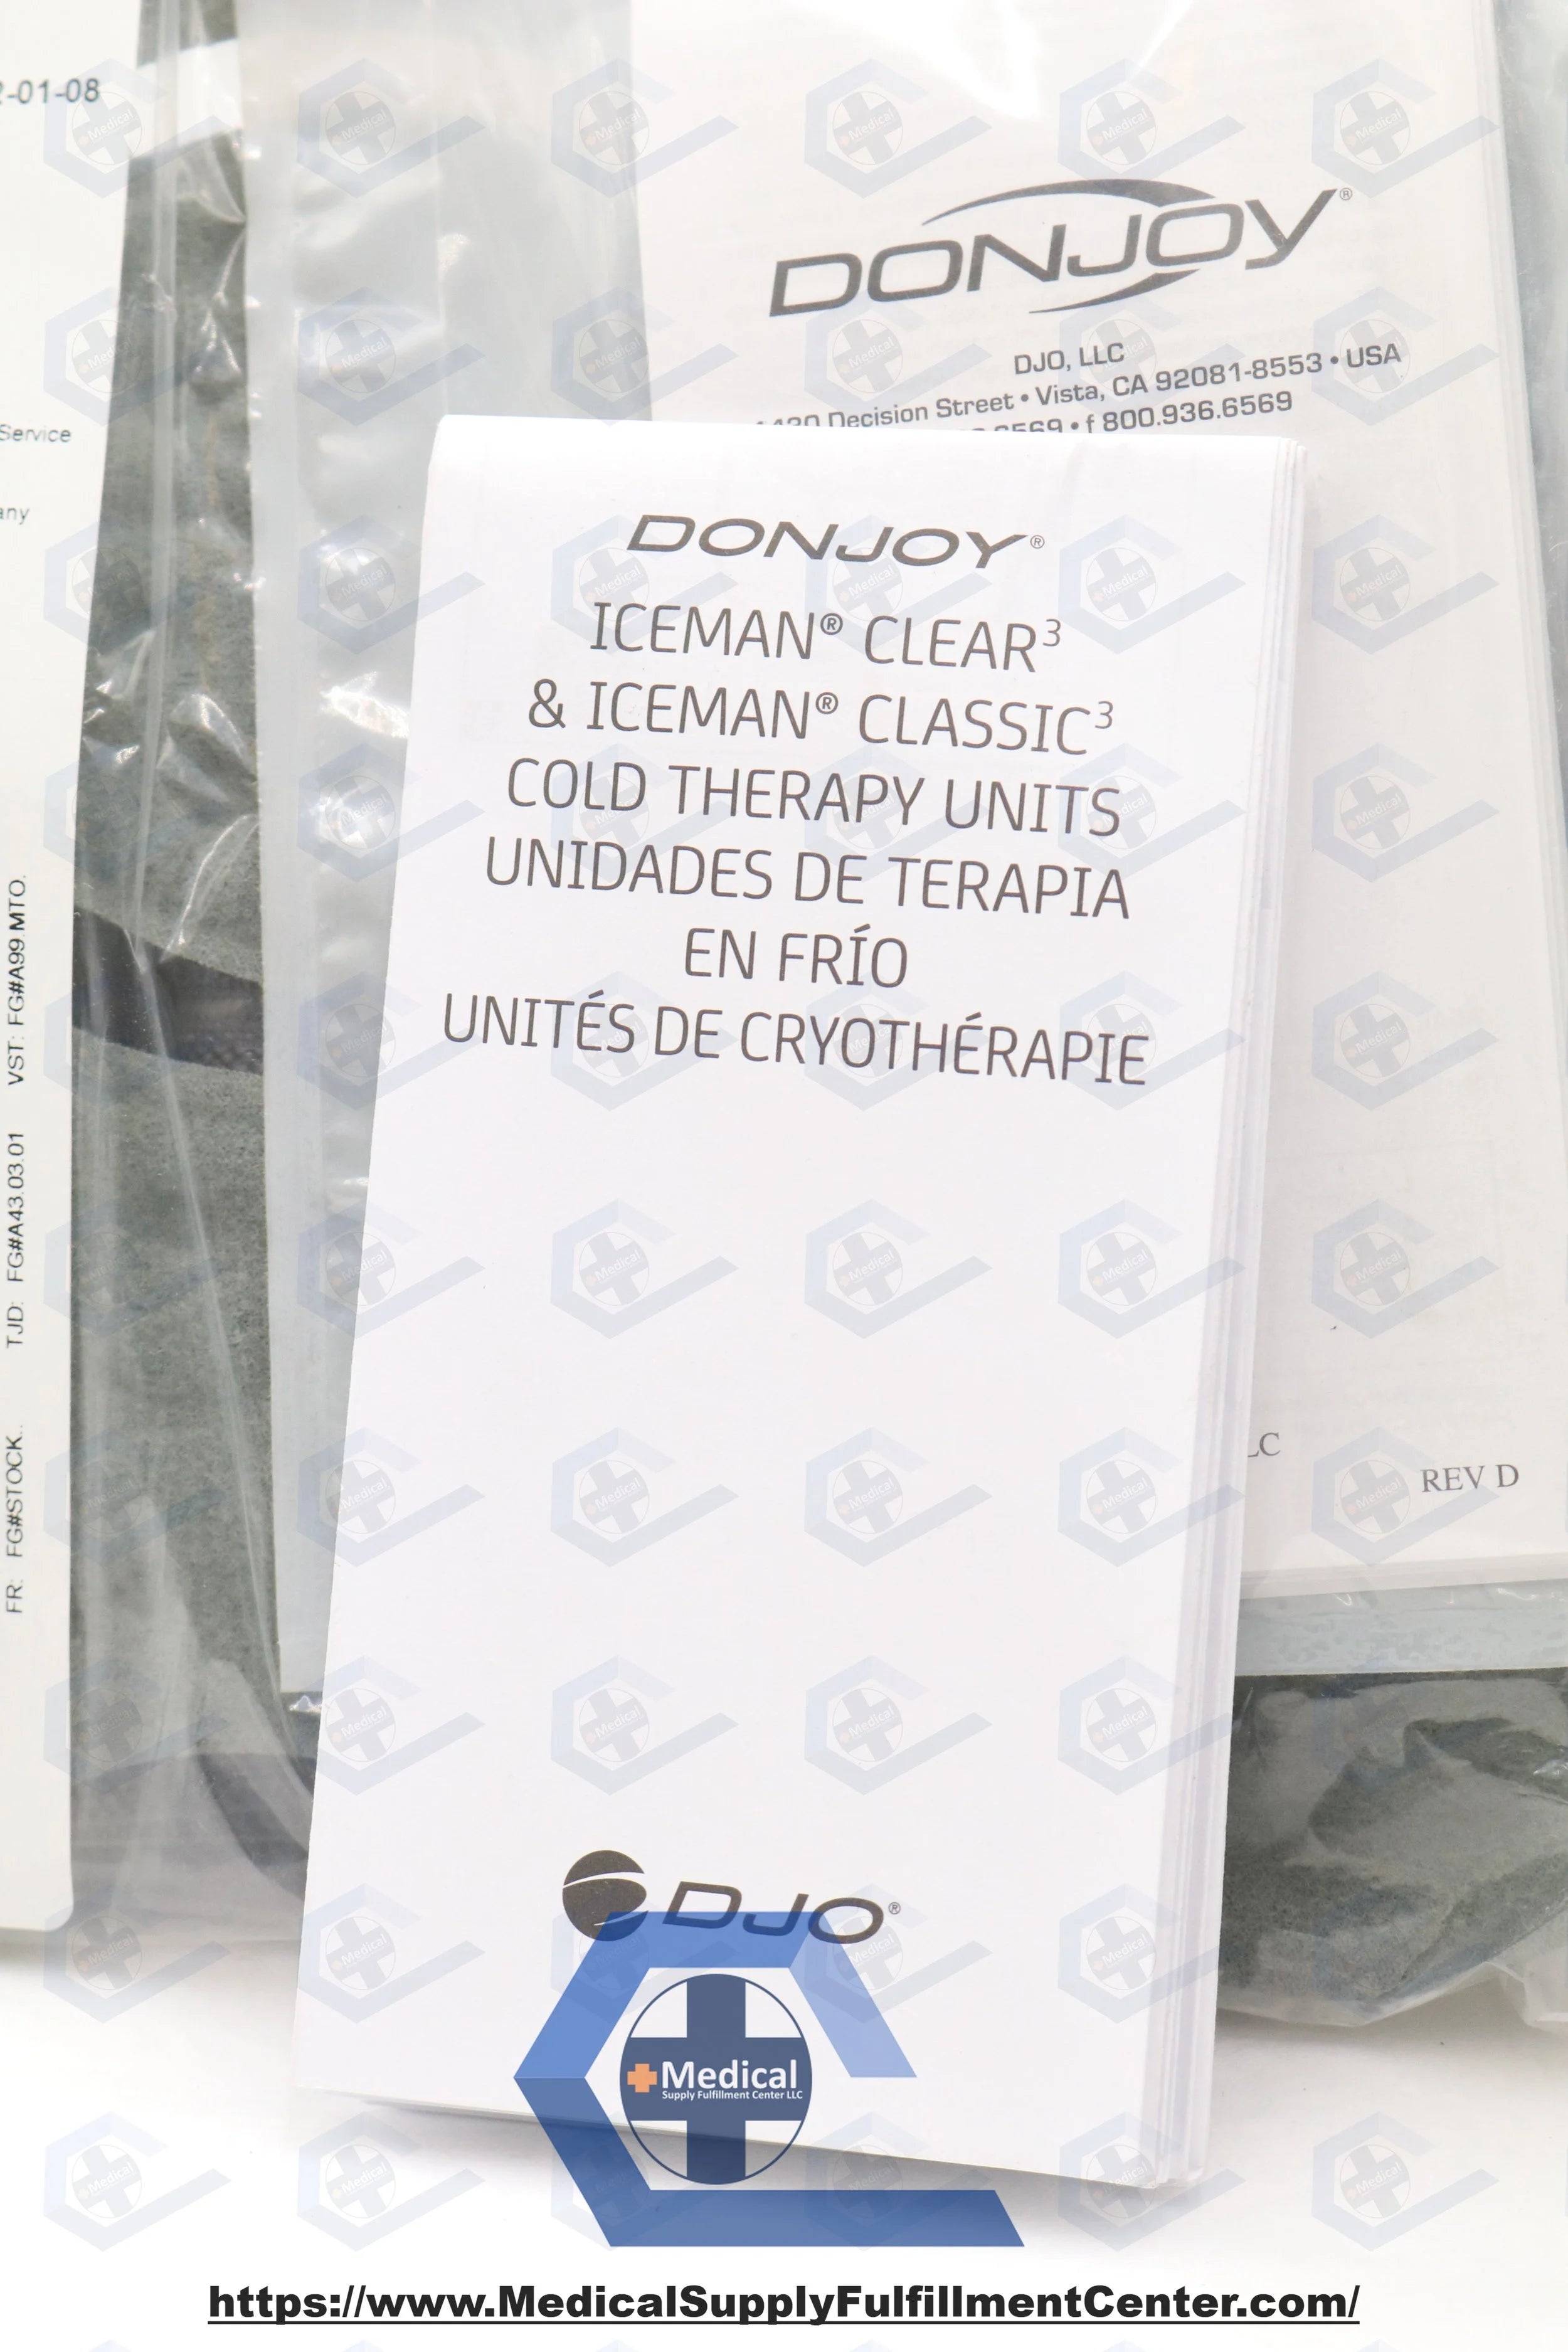 2-01-08
Service
any
VST: FG#A99.MTO.
TJD: FG#A43.03.01
FR: FG#STOCK..
DONJOY®
DJO, LLC
Decision Street • Vista, CA 92081-8553 • USA
• f 800.936.6569
DONJOY®
ICEMAN® CLEAR³
& ICEMAN® CLASSIC³
COLD THERAPY UNITS
UNIDADES DE TERAPIA
EN FRÍO
UNITÉS DE CRYOTHÉRAPIE
LC
REV D
DJO®
Medical
Supply Fulfillment Center LLC
https://www.MedicalSupplyFulfillmentCenter.com/